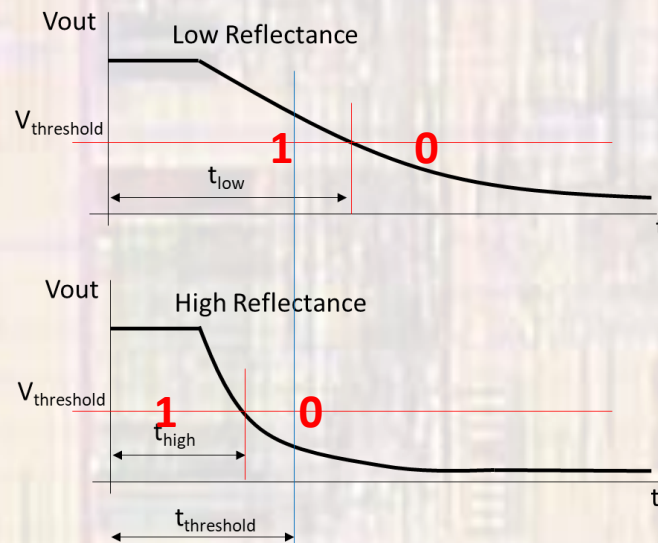 Vout
Low Reflectance
Vthreshold
1 0
tlow
t
Vout
High Reflectance
Vthreshold
1 0
thigh
t
tthreshold